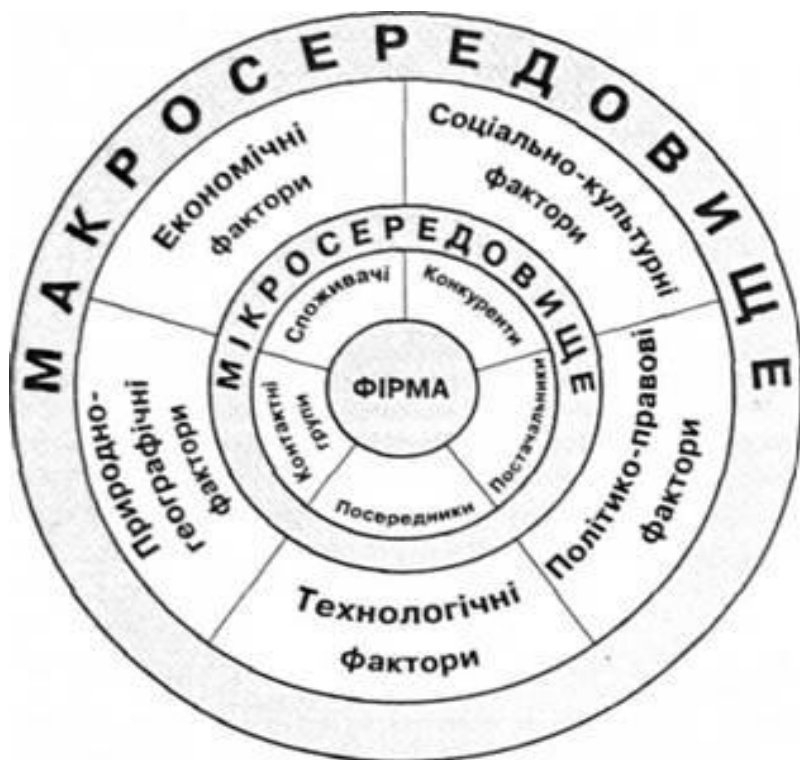 МАКРОСЕРЕДОВИЩЕ
Економічні
фактори
Соціально-культурні
фактори
МІКРОСЕРЕДОВИЩЕ
Споживачі
Конкуренти
ФІРМА
Контактні
групи
Постачальники
Посередники
Природно-
географічні
фактори
Політико-правові
фактори
Технологічні
фактори